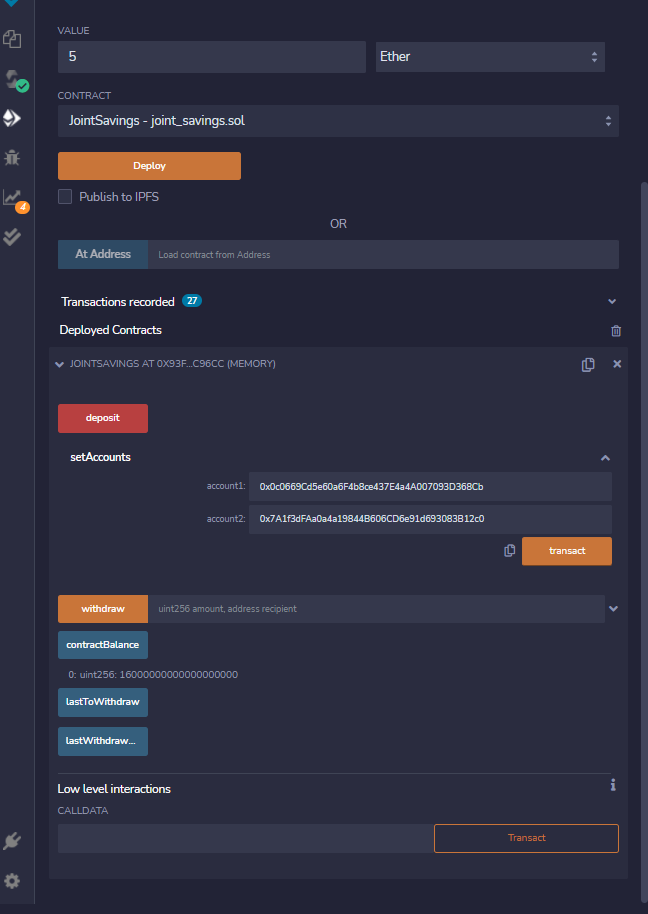 VALUE
5 Ether
CONTRACT
JointSavings - joint_savings.sol
Deploy
Publish to IPFS
OR
At Address Load contract from Address
4
Transactions recorded 27
Deployed Contracts
JOINTSAVINGS AT 0X93F...C96CC (MEMORY)
deposit
setAccounts
account1: 0x0c0669Cd5e60a6F4b8ce437E4a4A007093D368Cb
account2: 0x7A1f3dFAa0a4a19844B606CD6e91d693083B12c0
transact
withdraw uint256 amount, address recipient
contractBalance
0: uint256: 16000000000000000000
lastToWithdraw
lastWithdraw...
Low level interactions
CALLDATA
Transact